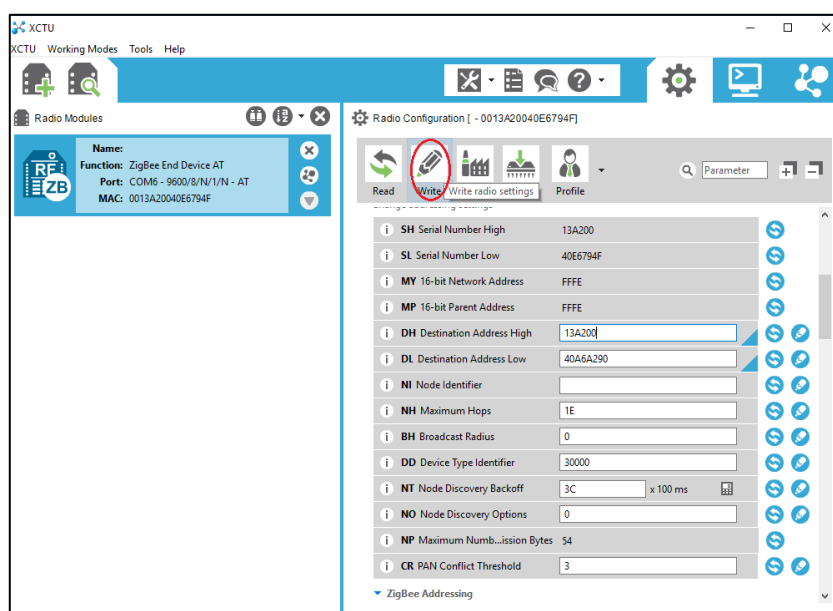 XCTU
XCTU Working Modes Tools Help
Radio Modules
Name:
Function: ZigBee End Device AT
Port: COM6 - 9600/8/N/1/N - AT
MAC: 0013A20040E6794F
RF
ZB
Radio Configuration [ - 0013A20040E6794F]
Read
Write
Write radio settings
Profile
Parameter
SH Serial Number High 13A200
SL Serial Number Low 40E6794F
MY 16-bit Network Address FFFE
MP 16-bit Parent Address FFFE
DH Destination Address High 13A200
DL Destination Address Low 40A6A290
NI Node Identifier
NH Maximum Hops 1E
BH Broadcast Radius 0
DD Device Type Identifier 30000
NT Node Discovery Backoff 3C x 100 ms
NO Node Discovery Options 0
NP Maximum Numb...ission Bytes 54
CR PAN Conflict Threshold 3
ZigBee Addressing